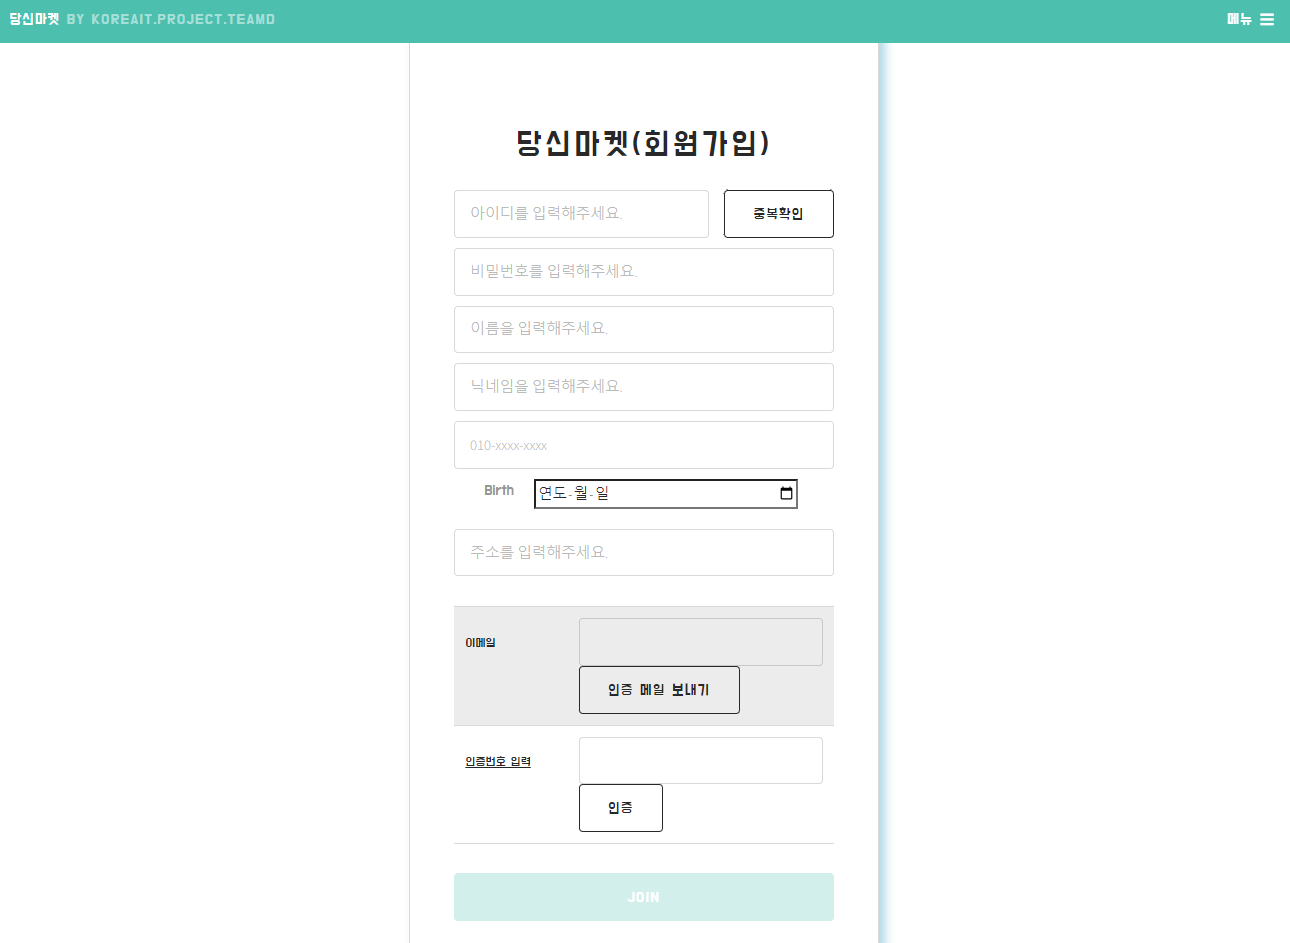 당신마켓 BY KOREAIT.PROJECT.TEAMD
메뉴
당신마켓(회원가입)
아이디를 입력해주세요.
중복확인
비밀번호를 입력해주세요.
이름을 입력해주세요.
닉네임을 입력해주세요.
010-xxxx-xxxx
Birth 연도-월-일
주소를 입력해주세요.
이메일
인증 메일 보내기
인증번호 입력
인증
JOIN